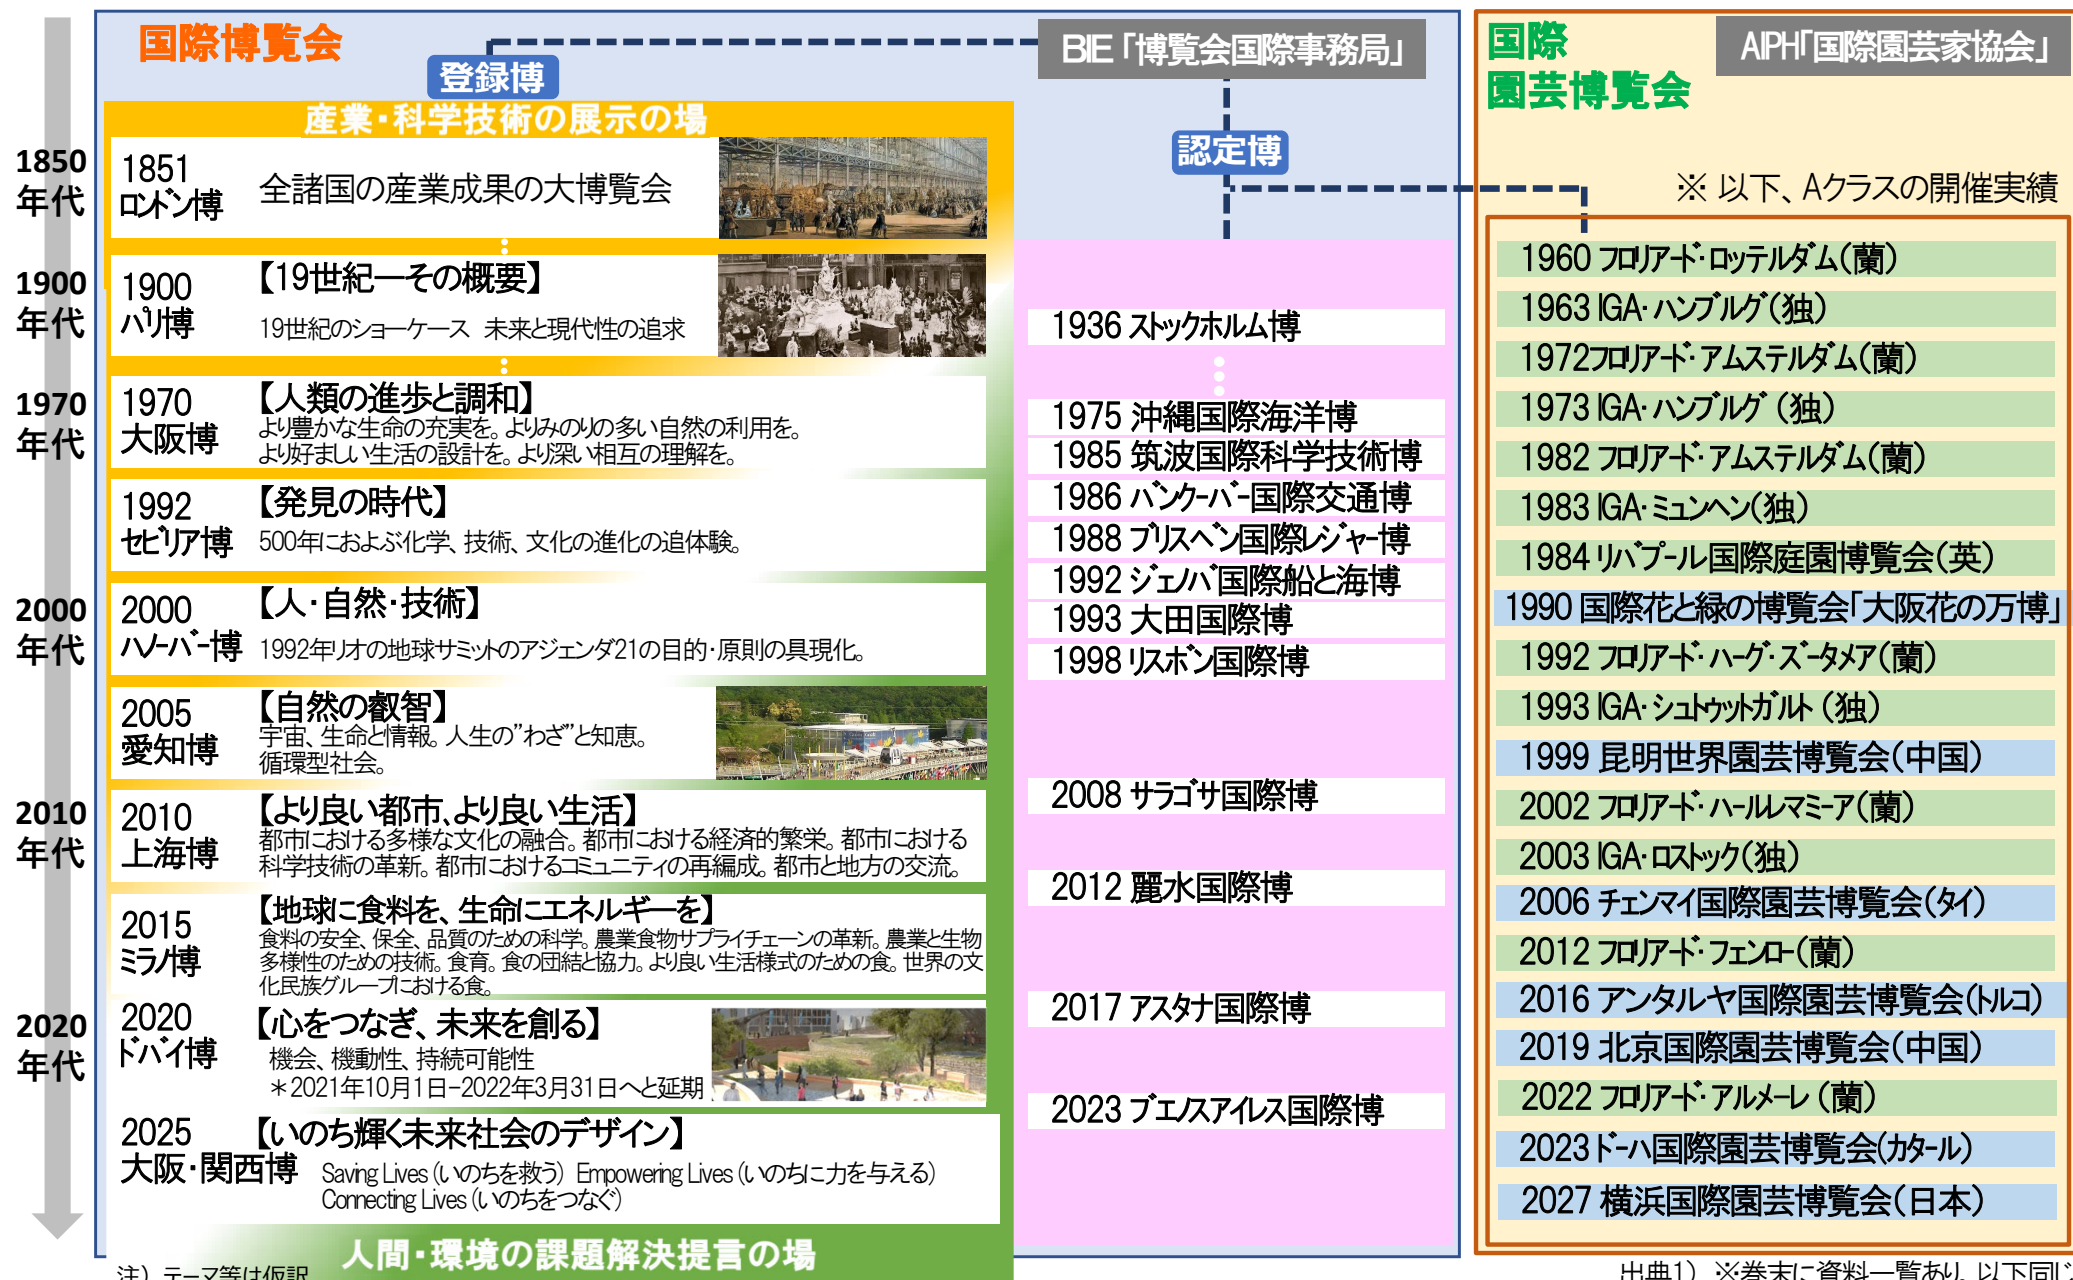 国際博覧会
BIE「博覧会国際事務局」
登録博
認定博
産業・科学技術の展示の場
1850
年代
1851
ロンドン博
全諸国の産業成果の大博覧会
1900
年代
1900
パリ博
【19世紀―その概要】
19世紀のショーケース 未来と現代性の追求
1970
年代
1970
大阪博
【人類の進歩と調和】
より豊かな生命の充実を。よりみのりの多い自然の利用を。
より好ましい生活の設計を。より深い相互の理解を。
1992
セビリア博
【発見の時代】
500年におよぶ化学、技術、文化の進化の追体験。
2000
年代
2000
ハノーバー博
【人・自然・技術】
1992年リオの地球サミットのアジェンダ21の目的・原則の具現化。
2005
愛知博
【自然の叡智】
宇宙、生命と情報。人生の”わざ”と知恵。
循環型社会。
2010
年代
2010
上海博
【より良い都市、より良い生活】
都市における多様な文化の融合。都市における経済的繁栄。都市における
科学技術の革新。都市におけるコミュニティの再編成。都市と地方の交流。
2015
ミラノ博
【地球に食料を、生命にエネルギーを】
食料の安全、保全、品質のための科学。農業食物サプライチェーンの革新。農業と生物
多様性のための技術。食育。食の団結と協力。より良い生活様式のための食。世界の文
化民族グループにおける食。
2020
年代
2020
ドバイ博
【心をつなぎ、未来を創る】
機会、機動性、持続可能性
＊2021年10月1日-2022年3月31日へと延期
2025
大阪・関西博
【いのち輝く未来社会のデザイン】
Saving Lives (いのちを救う) Empowering Lives (いのちに力を与える)
Connecting Lives (いのちをつなぐ)
人間・環境の課題解決提言の場
注）テーマ等は仮訳
1936 ストックホルム博
1975 沖縄国際海洋博
1985 筑波国際科学技術博
1986 バンクーバー国際交通博
1988 ブリスベン国際レジャー博
1992 ジェノバ国際船と海博
1993 大田国際博
1998 リスボン国際博
2008 サラゴサ国際博
2012 麗水国際博
2017 アスタナ国際博
2023 ブエノスアイレス国際博
国際
園芸博覧会
AIPH「国際園芸家協会」
※ 以下、Aクラスの開催実績
1960 フロリアード・ロッテルダム(蘭)
1963 IGA・ハンブルグ(独)
1972フロリアード・アムステルダム(蘭)
1973 IGA・ハンブルグ (独)
1982 フロリアード・アムステルダム(蘭)
1983 IGA・ミュンヘン(独)
1984 リバプール国際庭園博覧会(英)
1990 国際花と緑の博覧会「大阪花の万博」
1992 フロリアード・ハーグ・ズータメア(蘭)
1993 IGA・シュトゥットガルト (独)
1999 昆明世界園芸博覧会(中国)
2002 フロリアード・ハールレマミーア(蘭)
2003 IGA・ロストック(独)
2006 チェンマイ国際園芸博覧会(タイ)
2012 フロリアード・フェンロー(蘭)
2016 アンタルヤ国際園芸博覧会(トルコ)
2019 北京国際園芸博覧会(中国)
2022 フロリアード・アルメーレ (蘭)
2023 ドーハ国際園芸博覧会(カタール)
2027 横浜国際園芸博覧会(日本)
出典1）※巻末に資料一覧あり、以下同じ